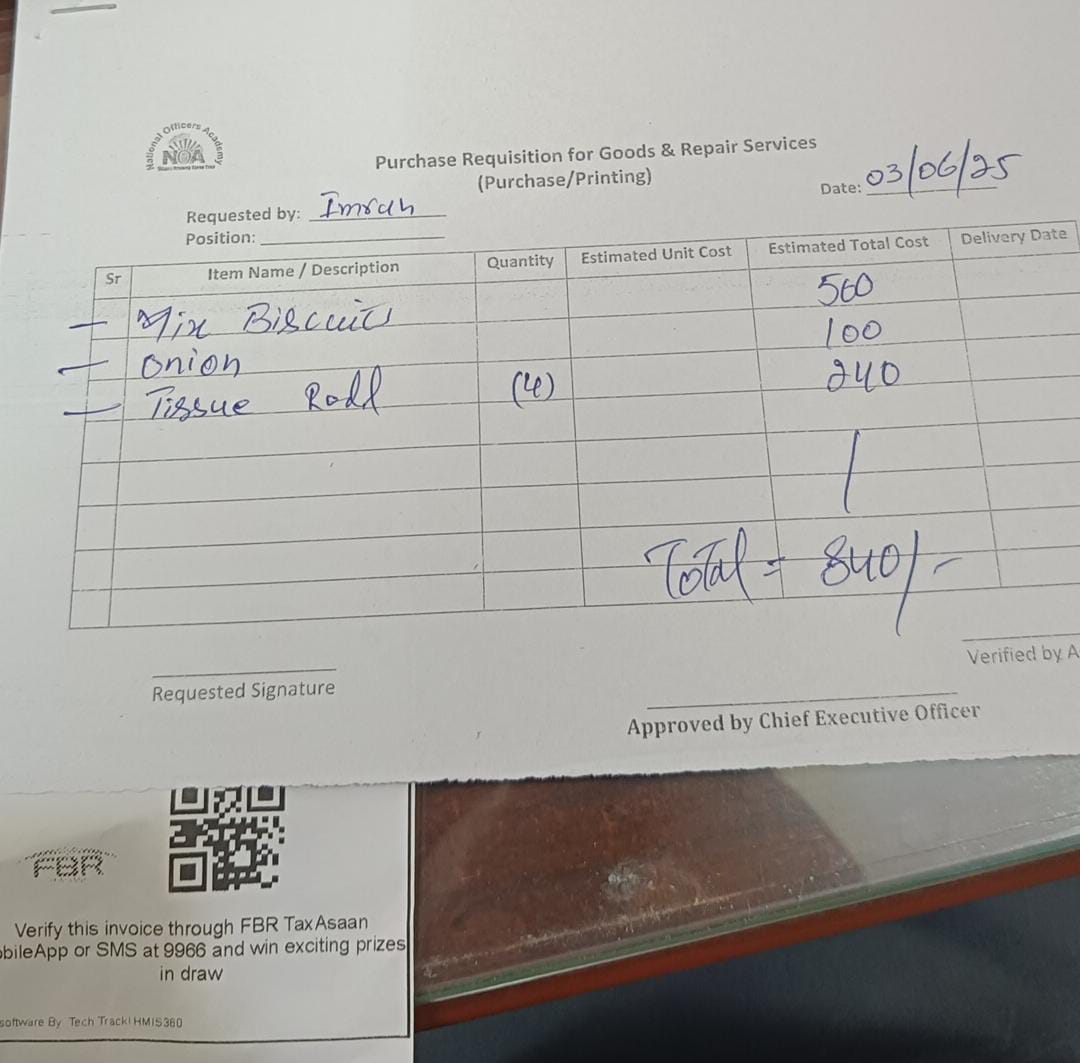 National Officers Academy
NOA
Purchase Requisition for Goods & Repair Services
(Purchase/Printing)
Date: 03/06/25
Requested by: Imran
Position:
Sr Item Name / Description Quantity Estimated Unit Cost Estimated Total Cost Delivery Date
- Mix Biscuits 560
- Onion 100
- Tissue Roll (4) 240
Total = 840/-
Requested Signature
Approved by Chief Executive Officer
Verified by A
FBR
Verify this invoice through FBR TaxAsaan
obileApp or SMS at 9966 and win exciting prizes
in draw
software By Tech Track! HMIS360